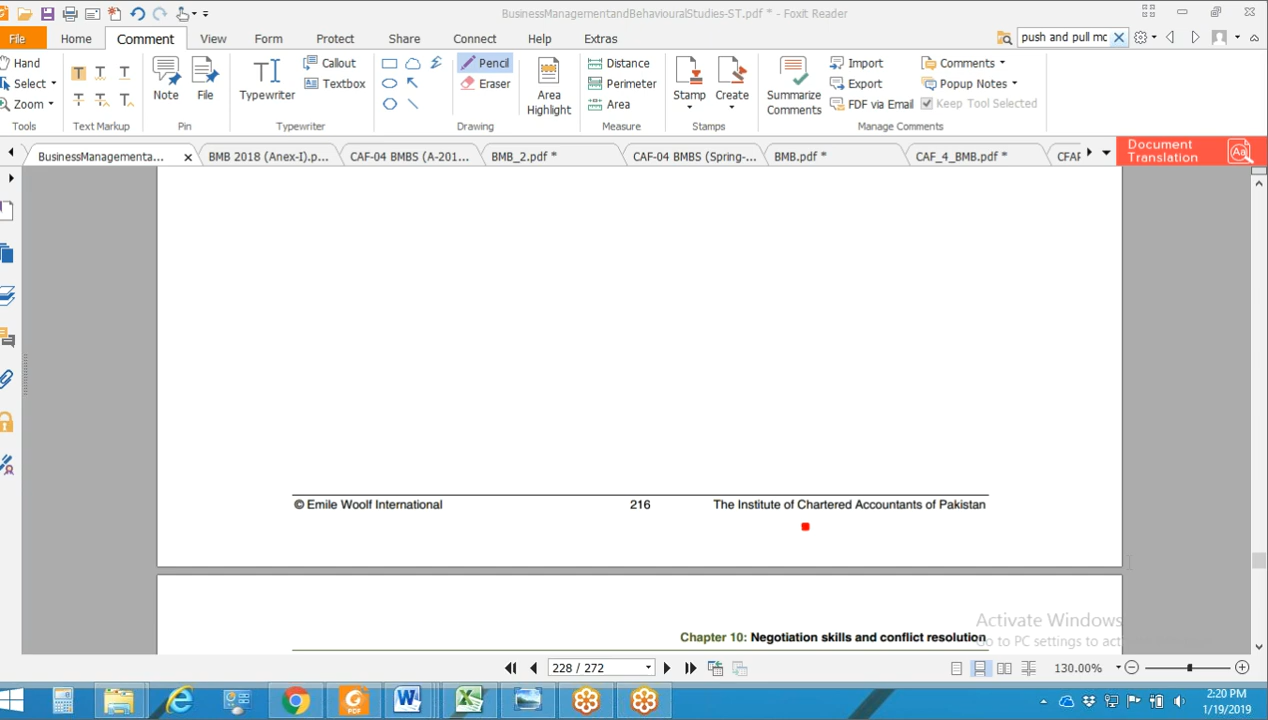 BusinessManagementandBehaviouralStudies-ST.pdf * - Foxit Reader
File Home Comment View Form Protect Share Connect Help Extras
push and pull mc
Hand
Select
Zoom
Tools
Text Markup
Note
File
Pin
Typewriter
Callout
Textbox
Typewriter
Pencil
Eraser
Area
Highlight
Drawing
Distance
Perimeter
Area
Measure
Stamp
Create
Stamps
Summarize
Comments
Import
Export
FDF via Email
Comments
Popup Notes
Keep Tool Selected
Manage Comments
BusinessManagementa...
BMB 2018 (Anex-I).p...
CAF-04 BMBS (A-201...
BMB_2.pdf *
CAF-04 BMBS (Spring-...
BMB.pdf *
CAF_4_BMB.pdf *
CFAP
Document
Translation
© Emile Woolf International 216 The Institute of Chartered Accountants of Pakistan
Chapter 10: Negotiation skills and conflict resolution
Activate Windows
Go to PC settings to act
228 / 272
130.00%
2:20 PM
1/19/2019